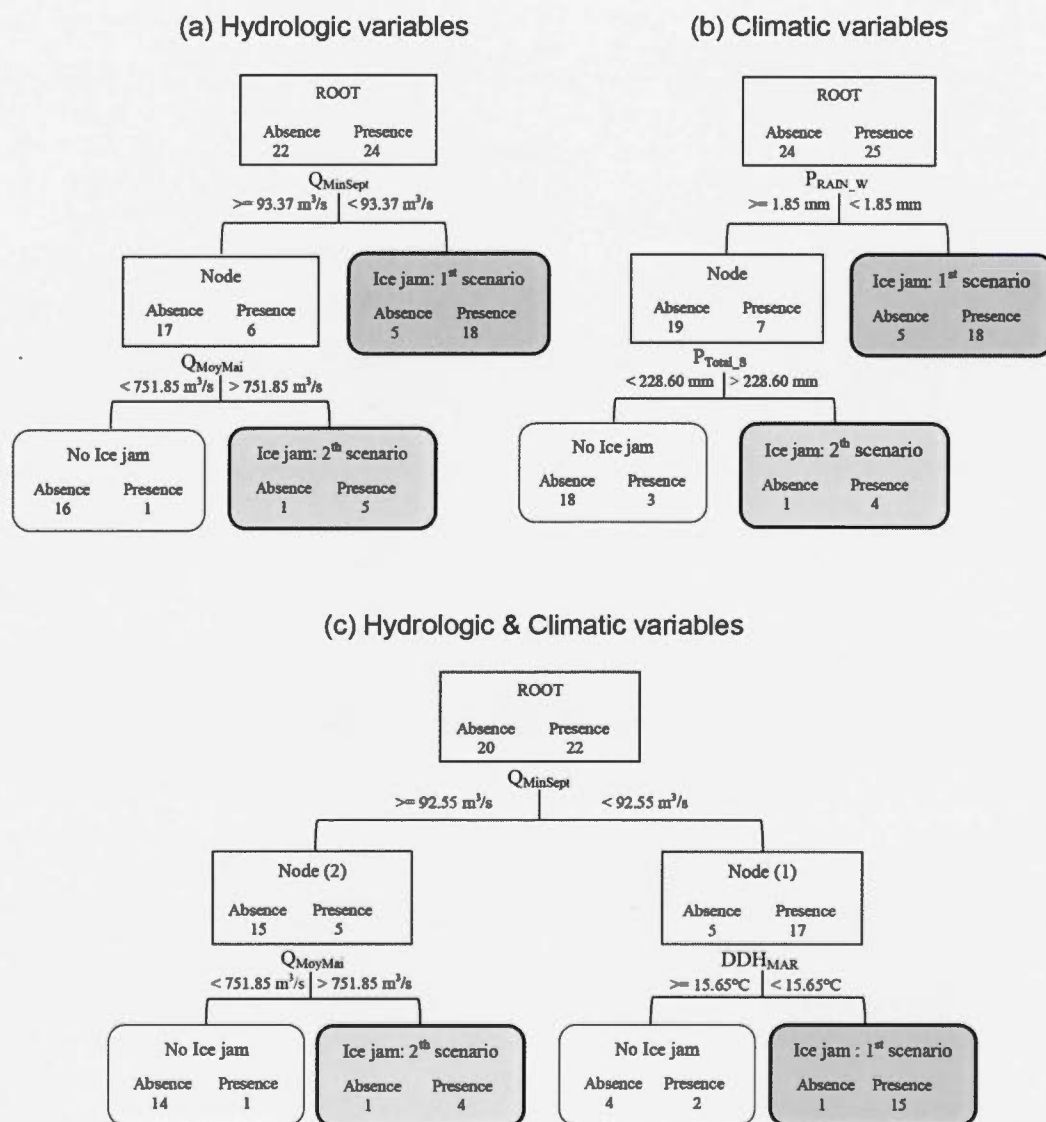 (a) Hydrologic variables
(b) Climatic variables
ROOT
Absence Presence
22 24
Q_MinSept
>= 93.37 m³/s < 93.37 m³/s
Node
Absence Presence
17 6
Ice jam: 1st scenario
Absence Presence
5 18
Q_MoyMai
< 751.85 m³/s > 751.85 m³/s
No Ice jam
Absence Presence
16 1
Ice jam: 2th scenario
Absence Presence
1 5
ROOT
Absence Presence
24 25
P_RAIN_W
>= 1.85 mm < 1.85 mm
Node
Absence Presence
19 7
Ice jam: 1st scenario
Absence Presence
5 18
P_Total_S
< 228.60 mm > 228.60 mm
No Ice jam
Absence Presence
18 3
Ice jam: 2th scenario
Absence Presence
1 4
(c) Hydrologic & Climatic variables
ROOT
Absence Presence
20 22
Q_MinSept
>= 92.55 m³/s < 92.55 m³/s
Node (2)
Absence Presence
15 5
Node (1)
Absence Presence
5 17
Q_MoyMai
< 751.85 m³/s > 751.85 m³/s
DDH_MAR
>= 15.65°C < 15.65°C
No Ice jam
Absence Presence
14 1
Ice jam: 2th scenario
Absence Presence
1 4
No Ice jam
Absence Presence
4 2
Ice jam : 1st scenario
Absence Presence
1 15